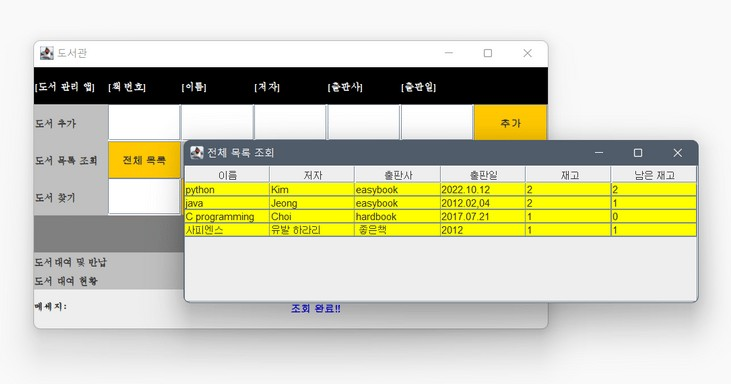 도서관
[도서 관리 앱] [책 번호] [이름] [저자] [출판사] [출판일]
도서 추가 추가
도서 목록 조회 전체 목록
도서 찾기
도서대여 및 반납
도서 대여 현황
메세지: 조회 완료!!
전체 목록 조회
이름 저자 출판사 출판일 재고 남은 재고
python Kim easybook 2022.10.12 2 2
java Jeong easybook 2012.02,04 2 1
C programming Choi hardbook 2017.07.21 1 0
사피엔스 유발 하라리 좋은책 2012 1 1